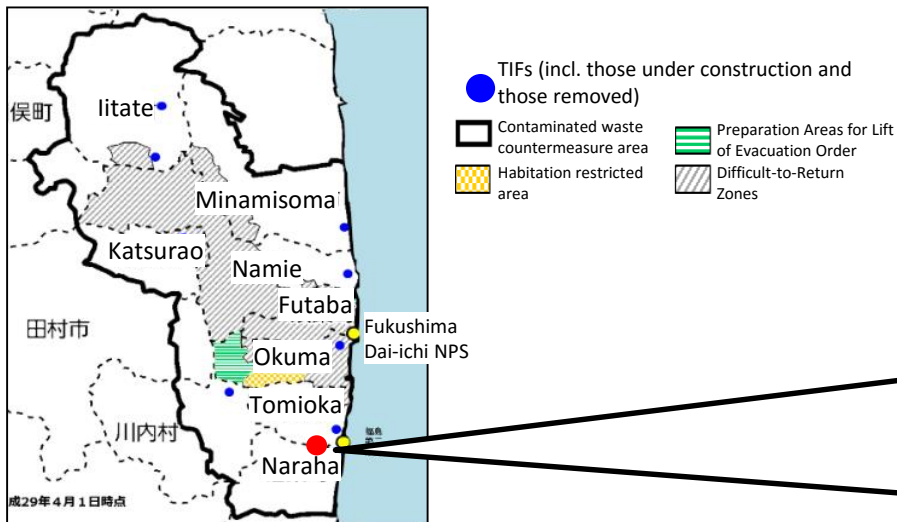 俣町
Iitate
Minamisoma
Katsurao
Namie
Futaba
Fukushima
Dai-ichi NPS
田村市
Okuma
Tomioka
川内村
Naraha
成29年4月1日時点
TIFs (incl. those under construction and
those removed)
Contaminated waste
countermeasure area
Habitation restricted
area
Preparation Areas for Lift
of Evacuation Order
Difficult-to-Return
Zones